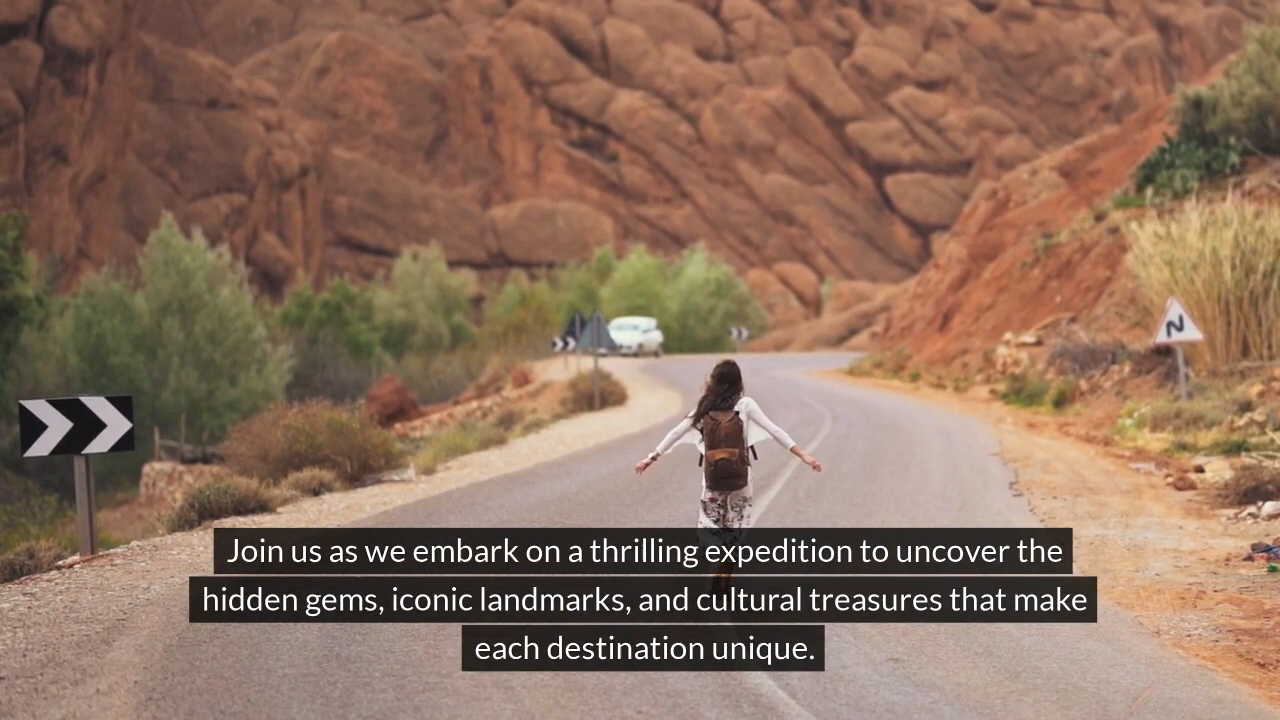 Join us as we embark on a thrilling expedition to uncover the
hidden gems, iconic landmarks, and cultural treasures that make
each destination unique.